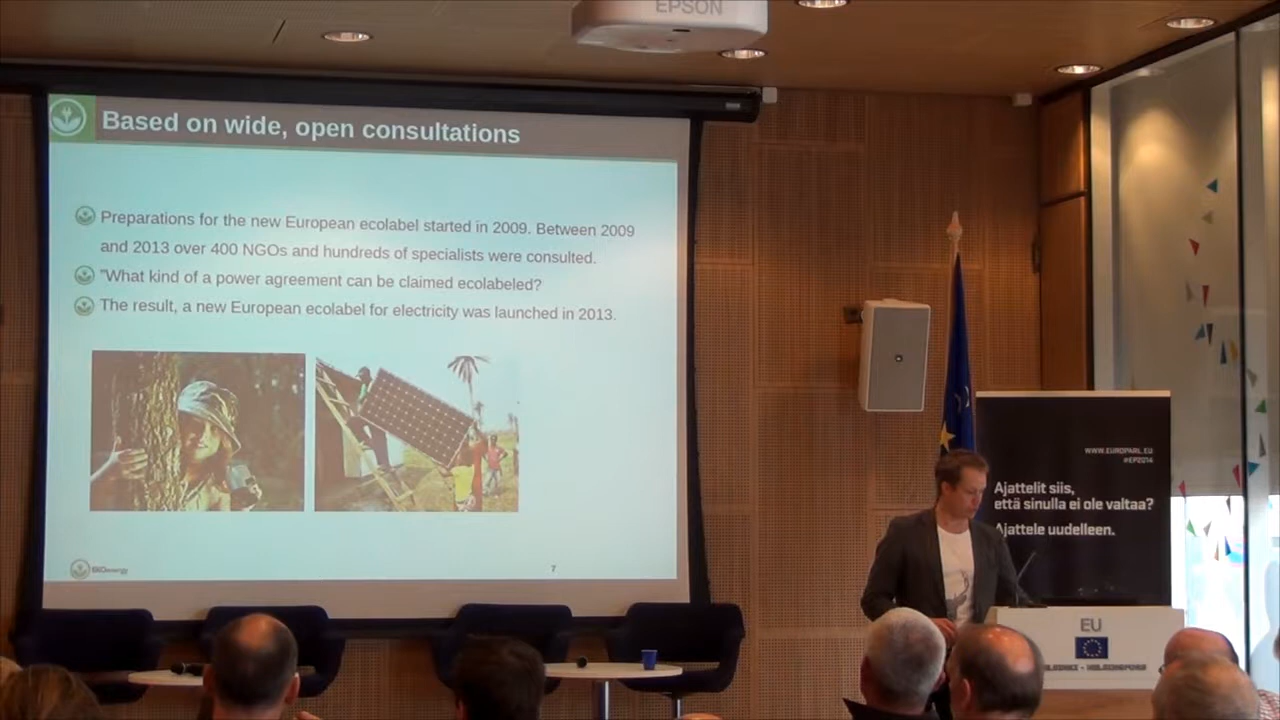 EPSON
Based on wide, open consultations
Preparations for the new European ecolabel started in 2009. Between 2009
and 2013 over 400 NGOs and hundreds of specialists were consulted.
"What kind of a power agreement can be claimed ecolabeled?
The result, a new European ecolabel for electricity was launched in 2013.
EKOenergy
7
WWW.EUROPARL.EU
#EP2014
Ajattelit siis,
että sinulla ei ole valtaa?
Ajattele uudelleen.
EU
HELSINKI - HELSINGFORS